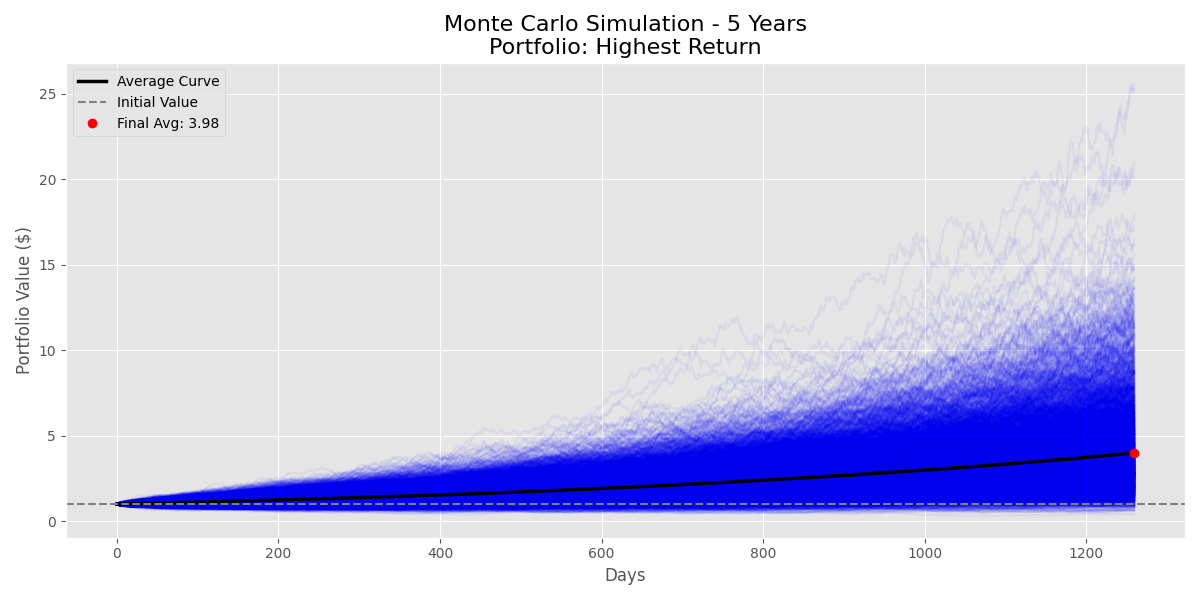 Monte Carlo Simulation - 5 Years
Portfolio: Highest Return
Average Curve
Initial Value
Final Avg: 3.98
Portfolio Value ($)
25
20
15
10
5
0
0 200 400 600 800 1000 1200
Days